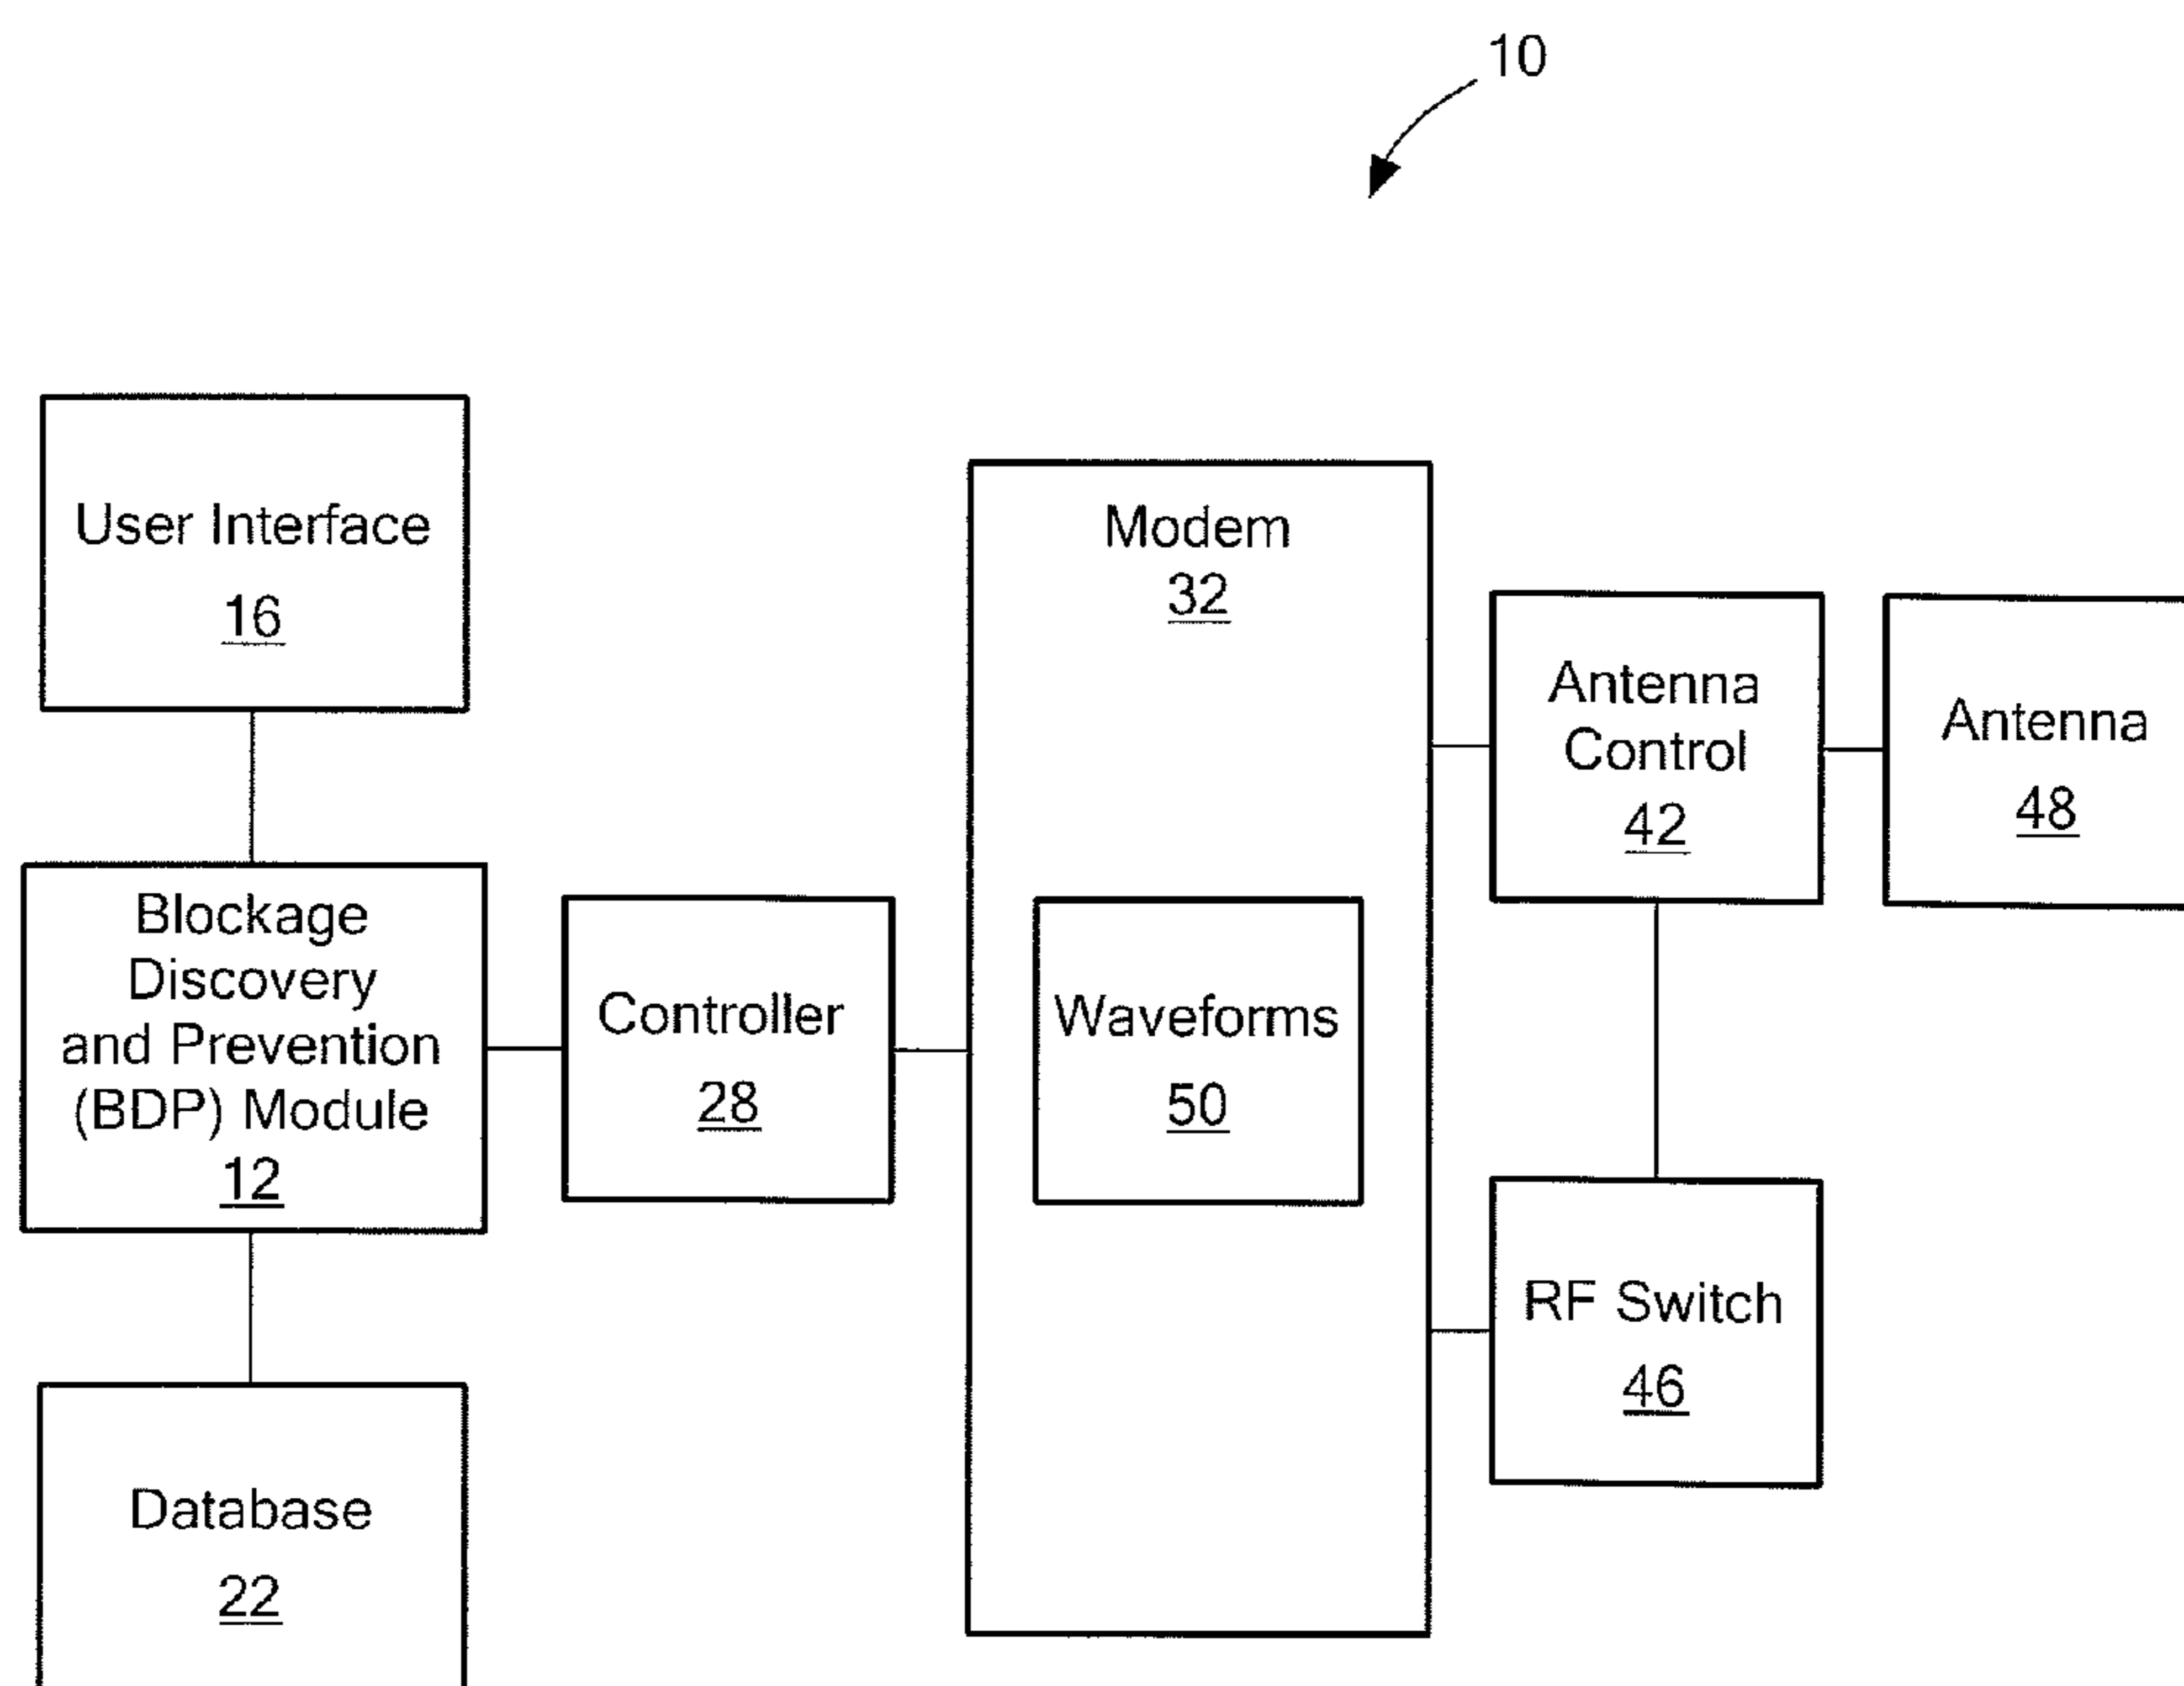 10
User Interface
16
Blockage
Discovery
and Prevention
(BDP) Module
12
Database
22
Controller
28
Modem
32
Waveforms
50
Antenna
Control
42
RF Switch
46
Antenna
48